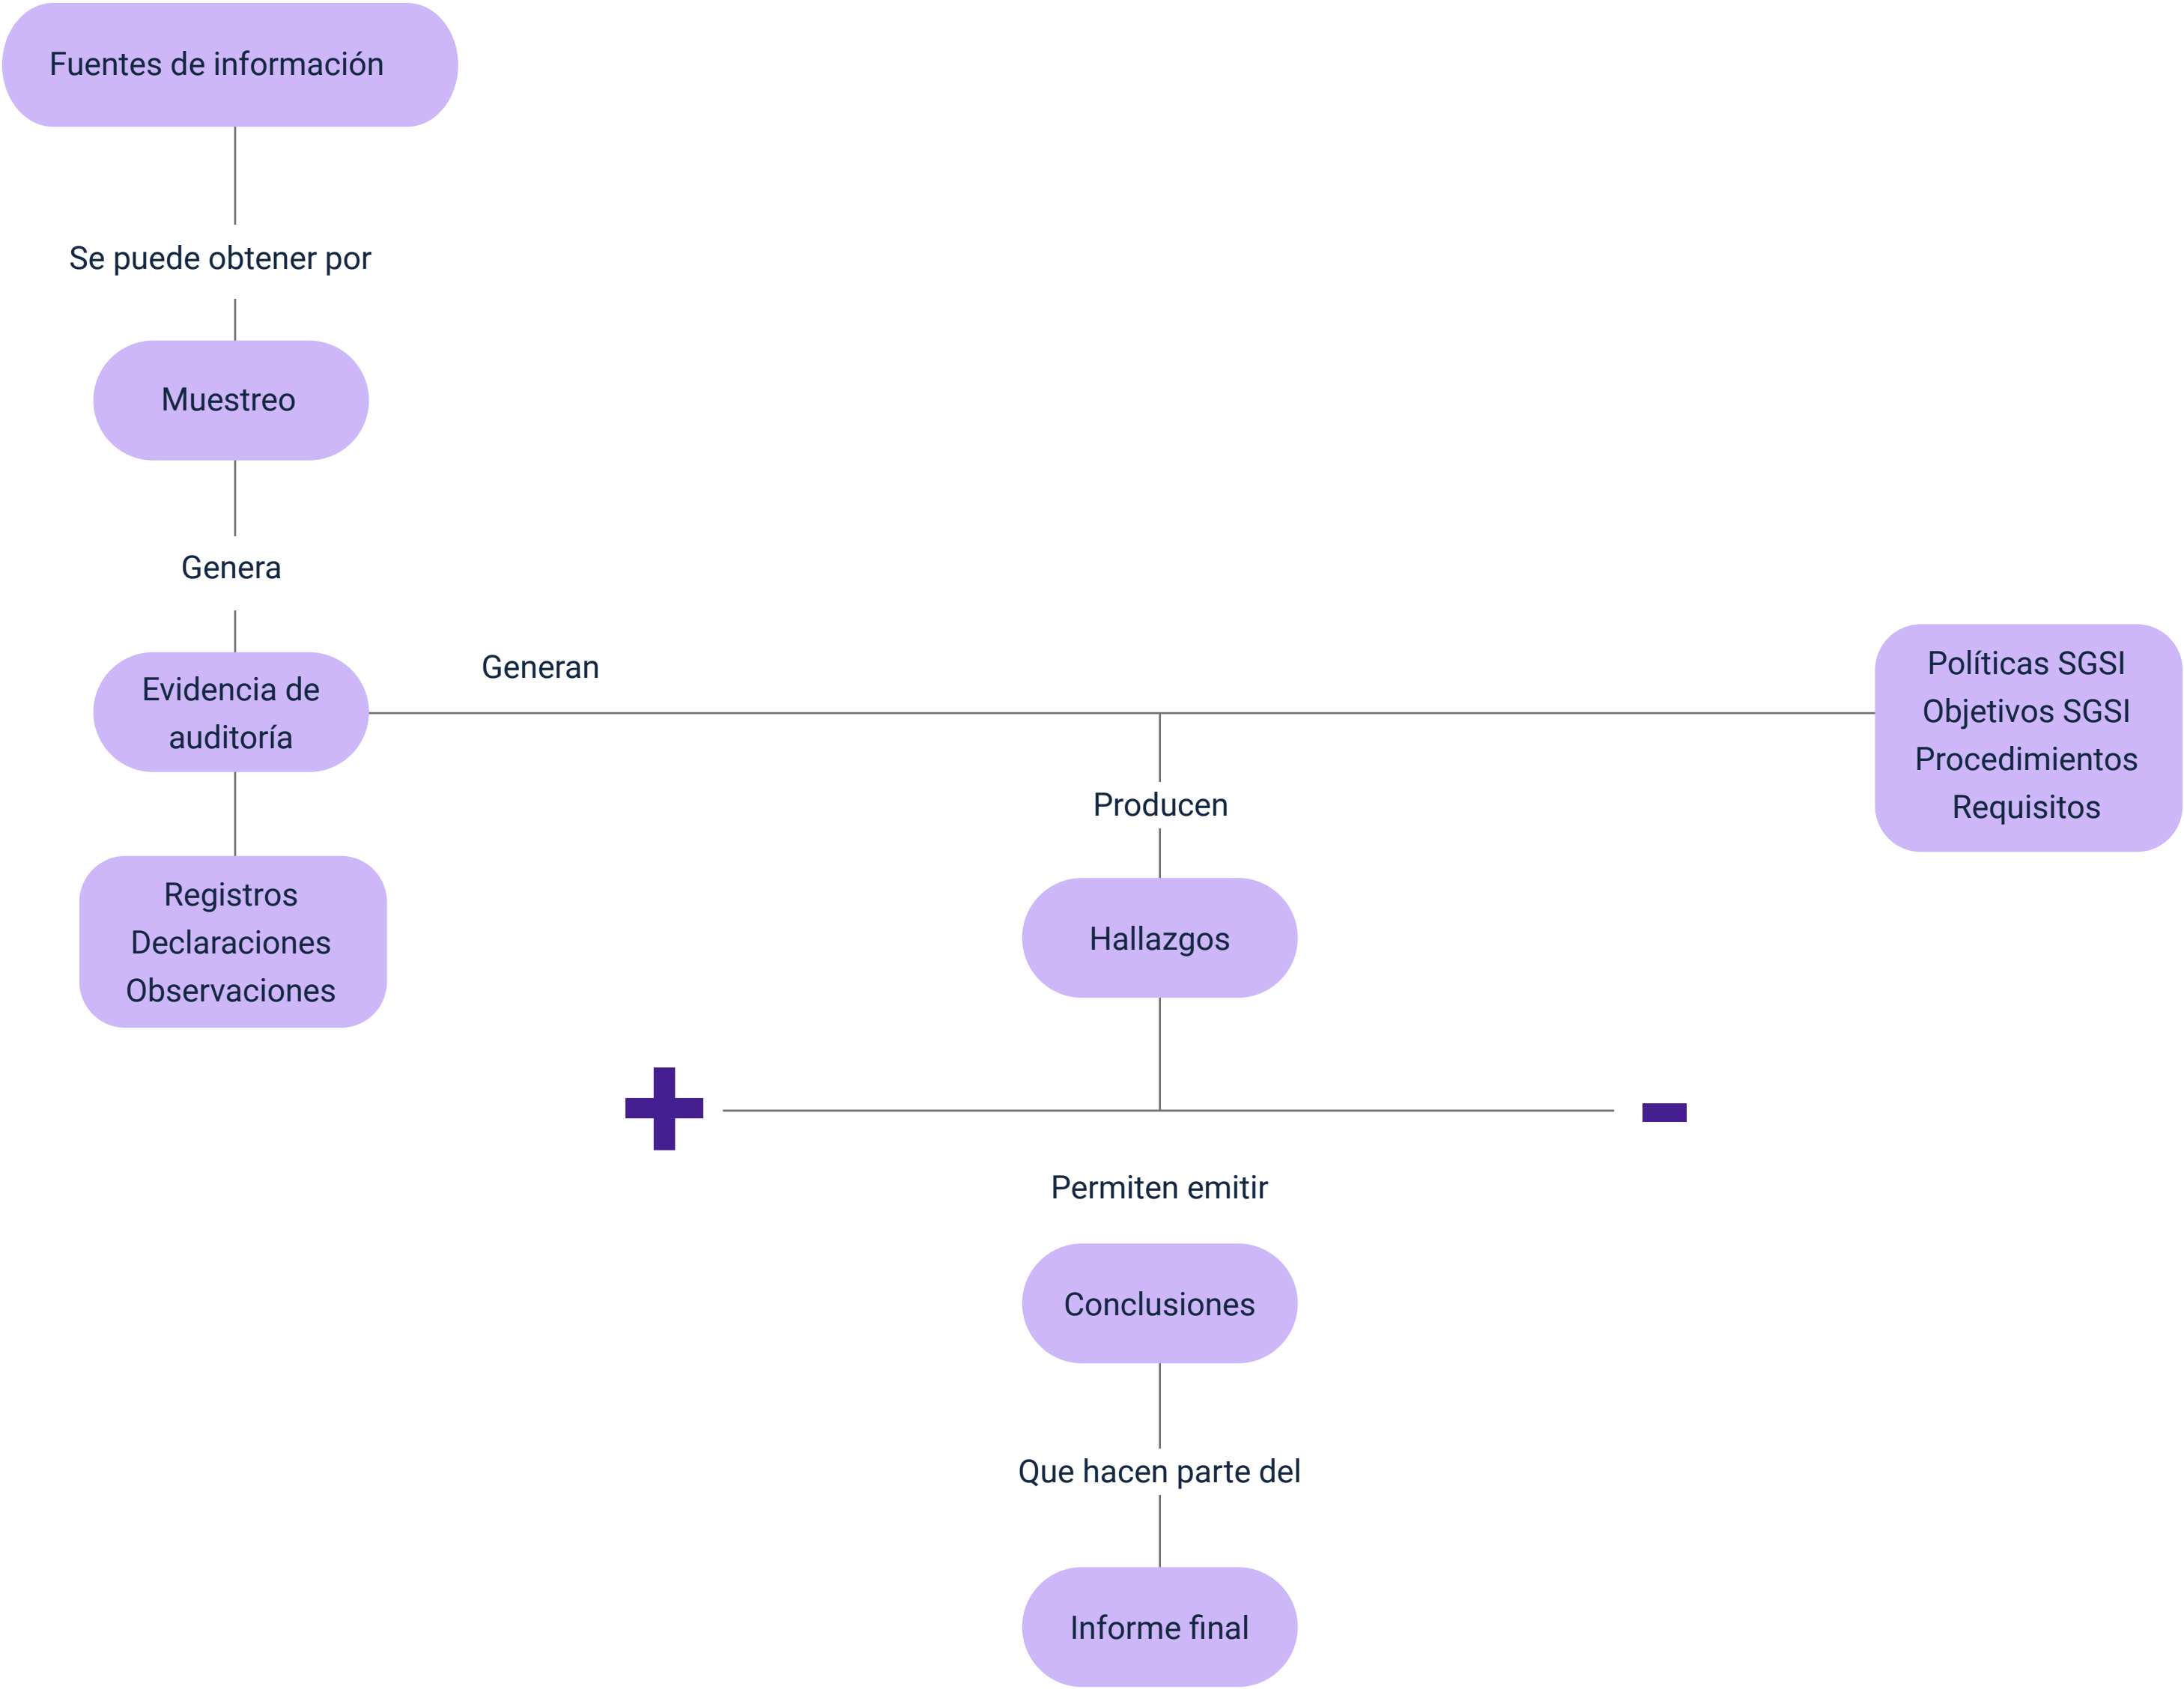 Fuentes de información
Se puede obtener por
Muestreo
Genera
Evidencia de
auditoría
Generan
Políticas SGSI
Objetivos SGSI
Procedimientos
Requisitos
Producen
Registros
Declaraciones
Observaciones
Hallazgos
+
-
Permiten emitir
Conclusiones
Que hacen parte del
Informe final